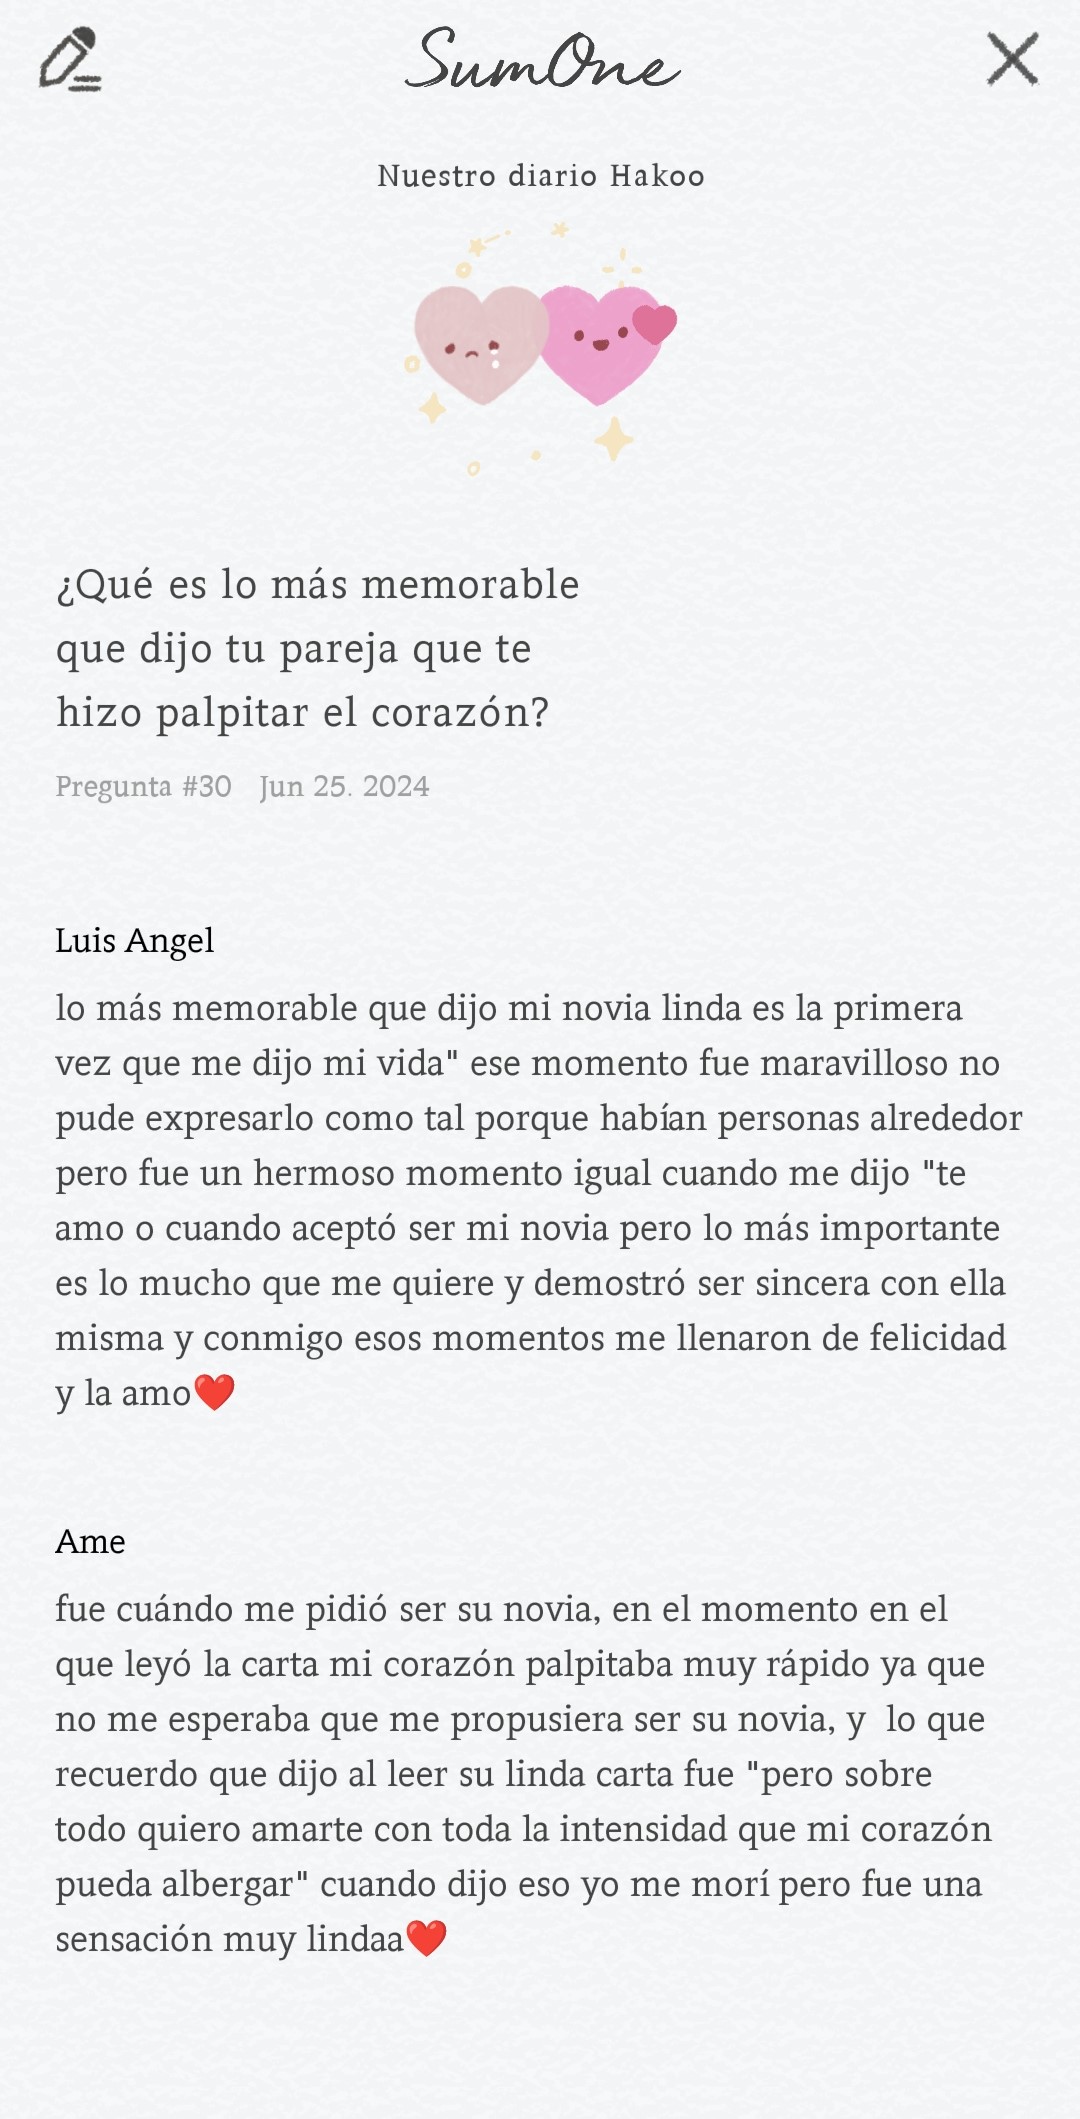 SumOne
Nuestro diario Hakoo
¿Qué es lo más memorable
que dijo tu pareja que te
hizo palpitar el corazón?
Pregunta #30 Jun 25. 2024
Luis Angel
lo más memorable que dijo mi novia linda es la primera
vez que me dijo mi vida" ese momento fue maravilloso no
pude expresarlo como tal porque habían personas alrededor
pero fue un hermoso momento igual cuando me dijo "te
amo o cuando aceptó ser mi novia pero lo más importante
es lo mucho que me quiere y demostró ser sincera con ella
misma y conmigo esos momentos me llenaron de felicidad
y la amo❤️
Ame
fue cuándo me pidió ser su novia, en el momento en el
que leyó la carta mi corazón palpitaba muy rápido ya que
no me esperaba que me propusiera ser su novia, y  lo que
recuerdo que dijo al leer su linda carta fue "pero sobre
todo quiero amarte con toda la intensidad que mi corazón
pueda albergar" cuando dijo eso yo me morí pero fue una
sensación muy lindaa❤️